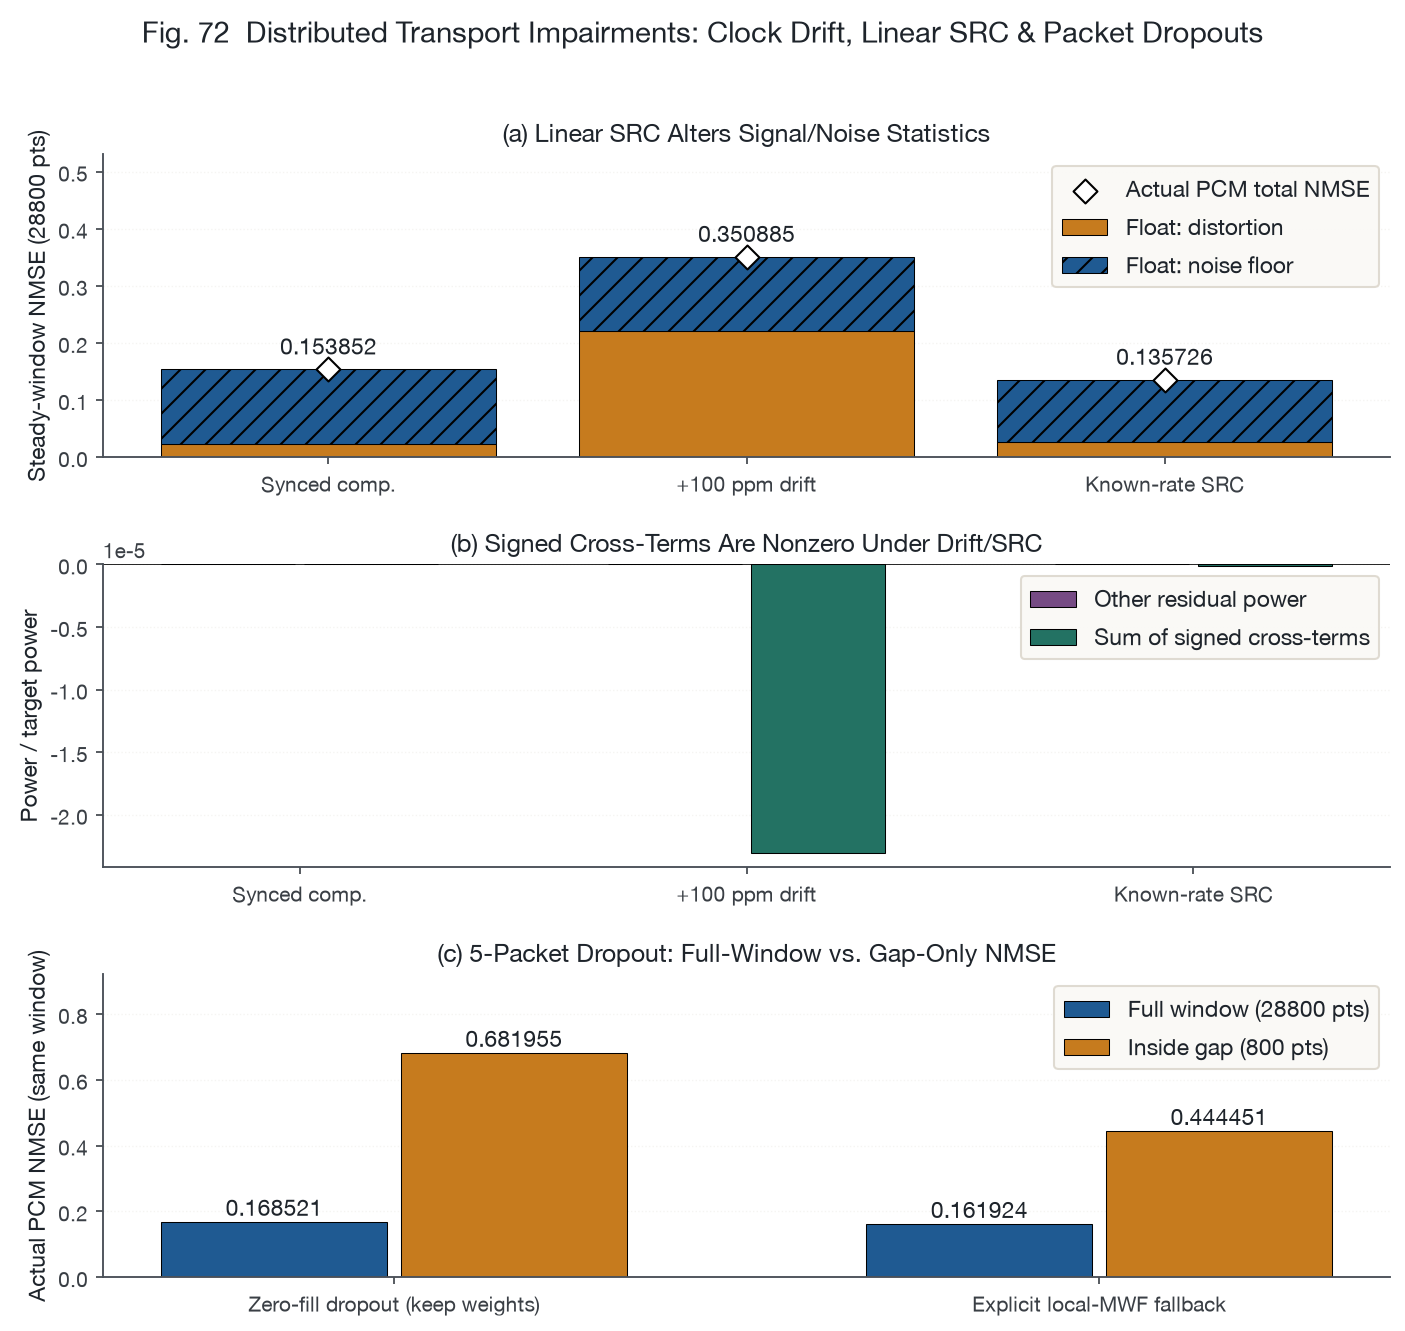 Fig. 72  Distributed Transport Impairments: Clock Drift, Linear SRC & Packet Dropouts
(a) Linear SRC Alters Signal/Noise Statistics
Steady-window NMSE (28800 pts)
0.5
0.4
0.3
0.2
0.1
0.0
0.153852
0.350885
0.135726
Actual PCM total NMSE
Float: distortion
Float: noise floor
Synced comp.
+100 ppm drift
Known-rate SRC
(b) Signed Cross-Terms Are Nonzero Under Drift/SRC
1e-5
Power / target power
0.0
-0.5
-1.0
-1.5
-2.0
Other residual power
Sum of signed cross-terms
Synced comp.
+100 ppm drift
Known-rate SRC
(c) 5-Packet Dropout: Full-Window vs. Gap-Only NMSE
Actual PCM NMSE (same window)
0.8
0.6
0.4
0.2
0.0
0.168521
0.681955
0.161924
0.444451
Full window (28800 pts)
Inside gap (800 pts)
Zero-fill dropout (keep weights)
Explicit local-MWF fallback